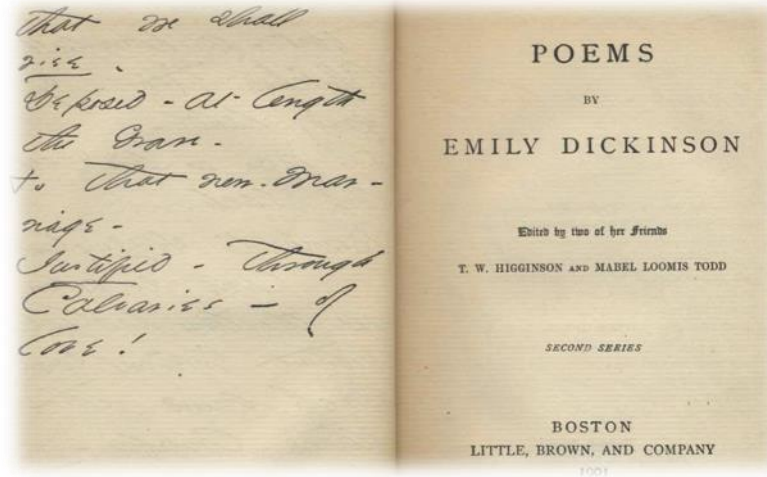 that we shall
rise.
Deposed - at length
the Grave -
To that new - Mar-
riage -
Justified - through
Calvaries - of
Love!
POEMS
BY
EMILY DICKINSON
Edited by two of her Friends
T. W. HIGGINSON AND MABEL LOOMIS TODD
SECOND SERIES
BOSTON
LITTLE, BROWN, AND COMPANY